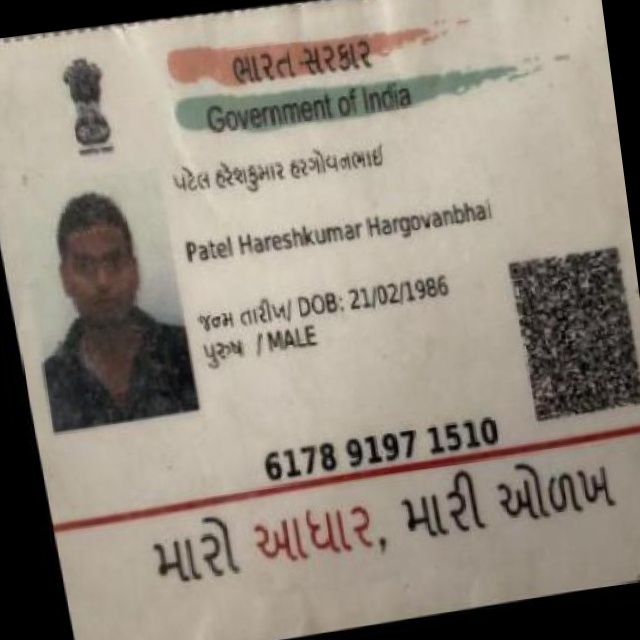 ભારત સરકાર
Government of India
પટેલ હરેશકુમાર હરગોવનભાઇ
Patel Hareshkumar Hargovanbhai
જન્મ તારીખ/ DOB: 21/02/1986
પુરુષ / MALE
6178 9197 1510
મારો આધાર, મારી ઓળખ